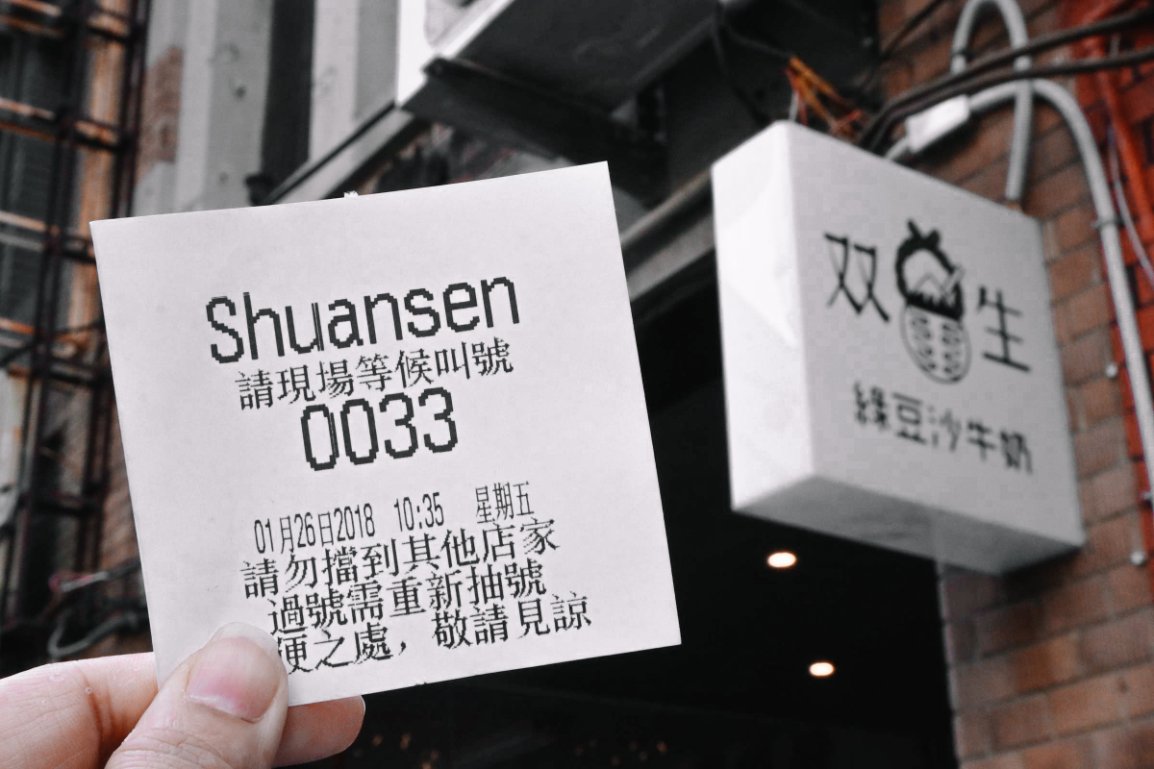 Shuansen
請現場等候叫號
0033
01月26日2018 10:35 星期五
請勿擋到其他店家
過號需重新抽號
便之處，敬請見諒
双生
綠豆沙牛奶